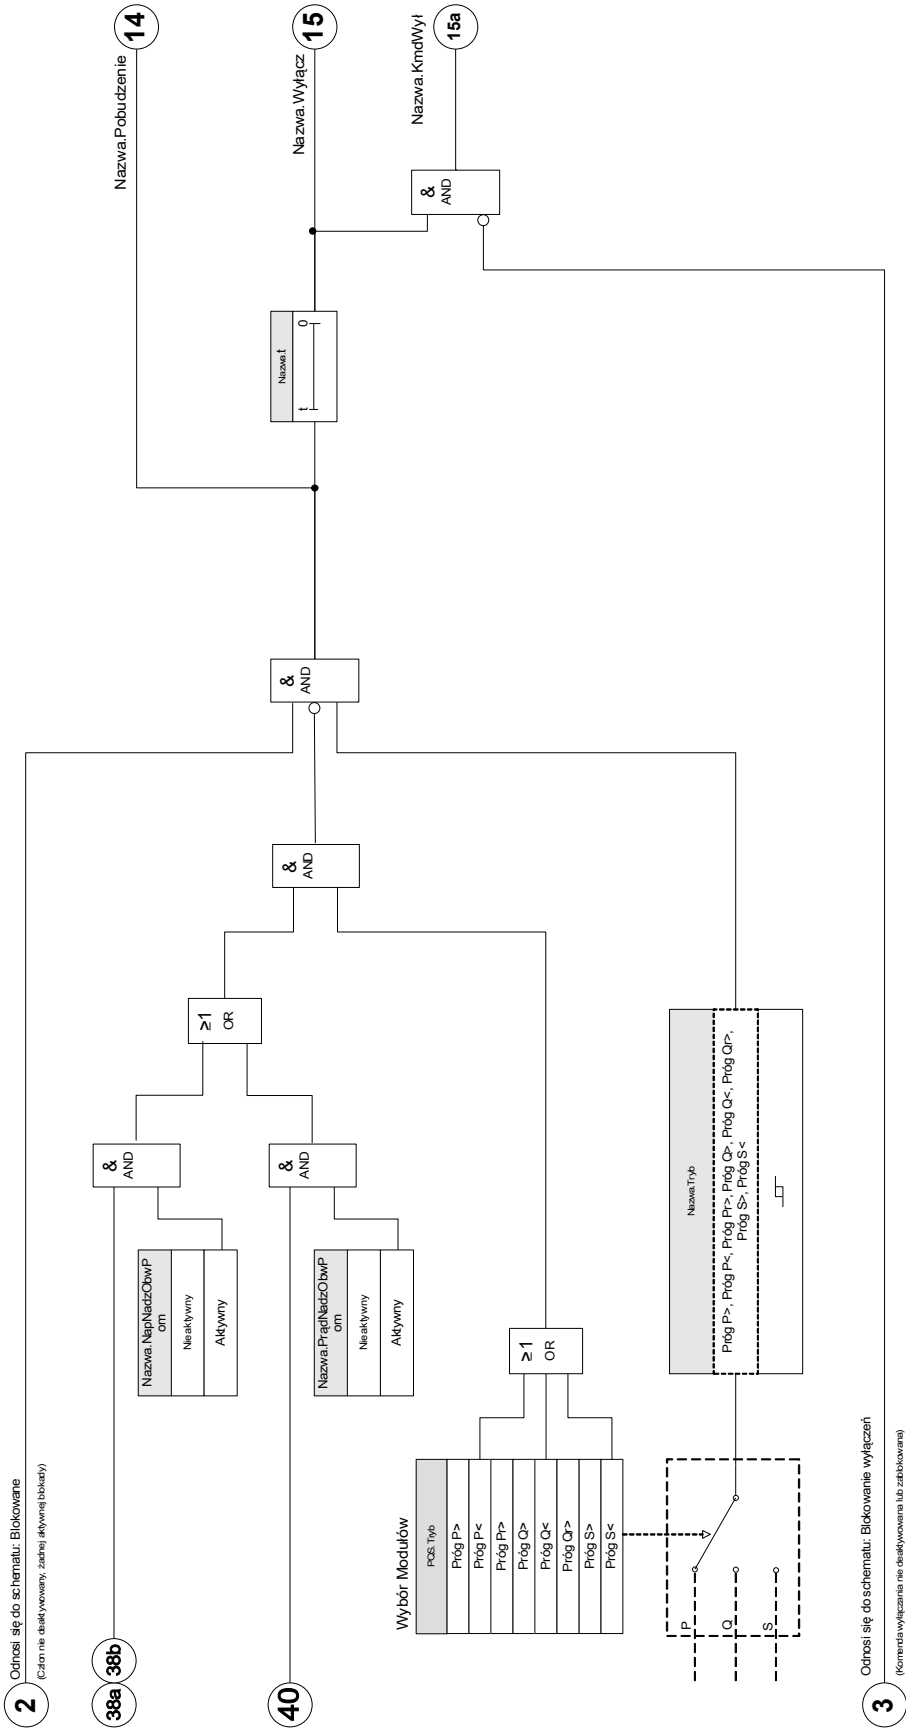 2
Odnosi się do schematu: Blokowane
(Człon nie deaktywowany, żadnej aktywnej blokady)
38a
38b
40
3
Odnosi się do schematu: Blokowanie wyłączeń
(Komenda wyłączania nie deaktywowana lub zablokowana)
Nazwa.NapNadzObwP
om
Nieaktywny
Aktywny
&
AND
Nazwa.PrądNadzObwP
om
Nieaktywny
Aktywny
&
AND
≥1
OR
Wybór Modułów
PQS.Tryb
Próg P>
Próg P<
Próg Pr>
Próg Q>
Próg Q<
Próg Qr>
Próg S>
Próg S<
≥1
OR
P
Q
S
Nazwa.Tryb
Próg P>, Próg P<, Próg Pr>, Próg Q>, Próg Q<, Próg Qr>,
Próg S>, Próg S<
&
AND
&
AND
Nazwa.t
t
0
&
AND
Nazwa.Pobudzenie
14
Nazwa.Wyłącz
15
Nazwa.KmdWył
15a